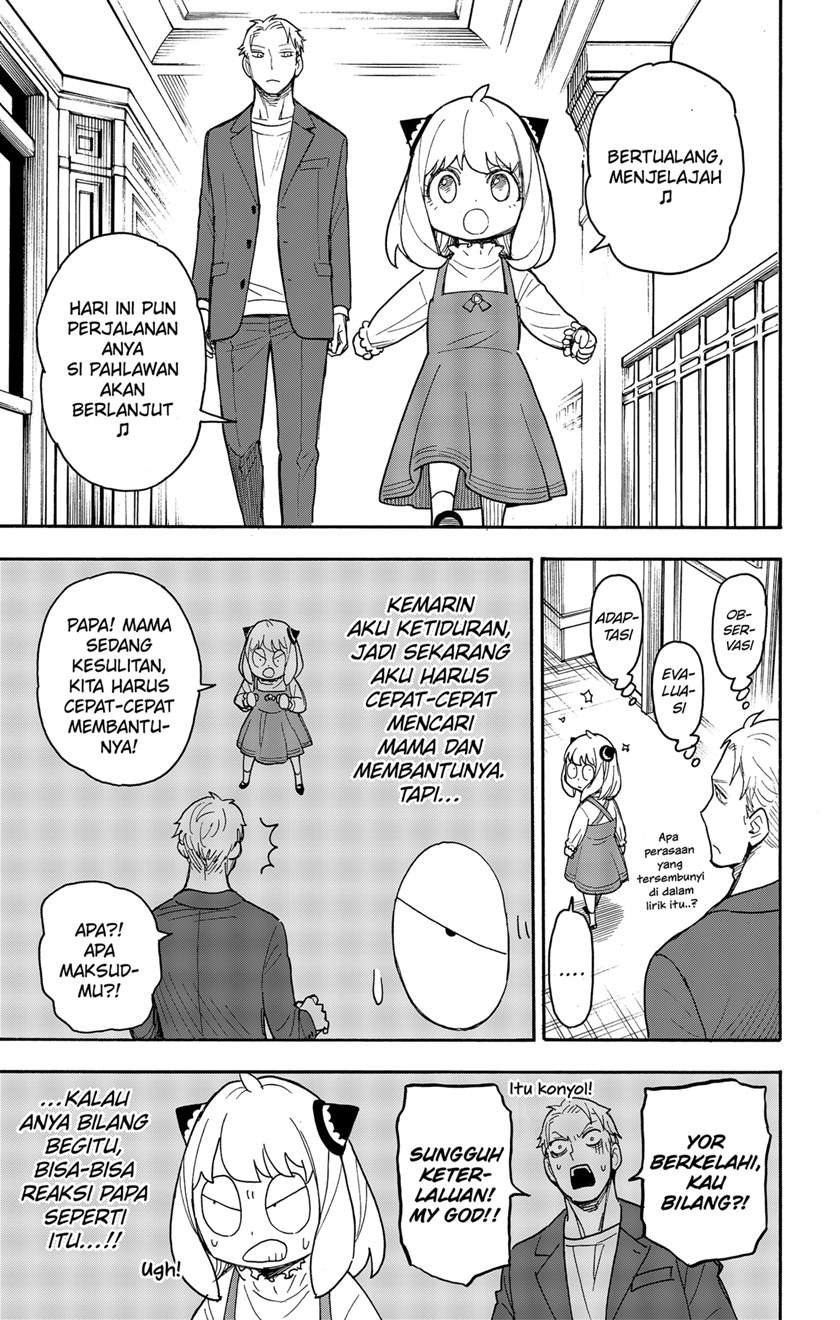 BERTUALANG,
MENJELAJAH
♫
HARI INI PUN
PERJALANAN
ANYA
SI PAHLAWAN
AKAN
BERLANJUT
♫
OB-
SER-
VASI
EVA-
LUA-
SI
ADAP-
TASI
Apa
perasaan
yang
tersembunyi
di dalam
lirik itu..?
....
KEMARIN
AKU KETIDURAN,
JADI SEKARANG
AKU HARUS
CEPAT-CEPAT
MENCARI
MAMA DAN
MEMBANTUNYA.
TAPI...
PAPA! MAMA
SEDANG
KESULITAN,
KITA HARUS
CEPAT-CEPAT
MEMBANTU-
NYA!
APA?!
APA
MAKSUD-
MU?!
YOR
BERKELAHI,
KAU
BILANG?!
Itu konyol!
SUNGGUH
KETER-
LALUAN!
MY GOD!!
...KALAU
ANYA BILANG
BEGITU,
BISA-BISA
REAKSI PAPA
SEPERTI
ITU...!!
Ugh!